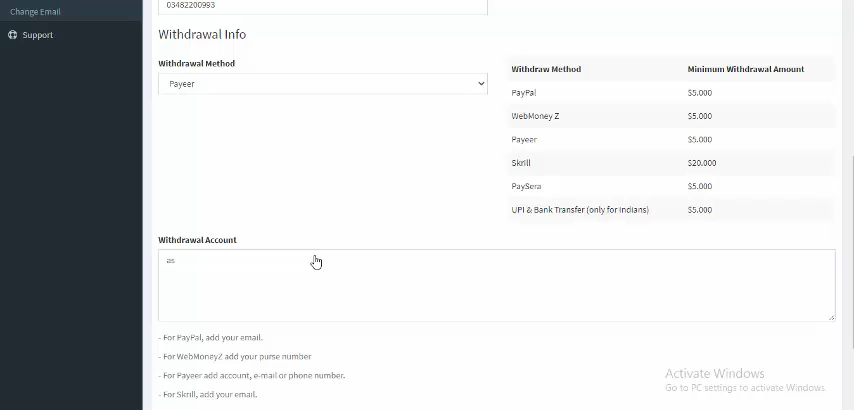 Change Email
03482200993
Support
Withdrawal Info
Withdrawal Method
Payeer
Withdraw Method Minimum Withdrawal Amount
PayPal $5.000
WebMoney Z $5.000
Payeer $5.000
Skrill $20.000
PaySera $5.000
UPI & Bank Transfer (only for Indians) $5.000
Withdrawal Account
as
- For PayPal, add your email.
- For WebMoneyZ add your purse number
- For Payeer add account, e-mail or phone number.
- For Skrill, add your email.
Activate Windows
Go to PC settings to activate Windows.